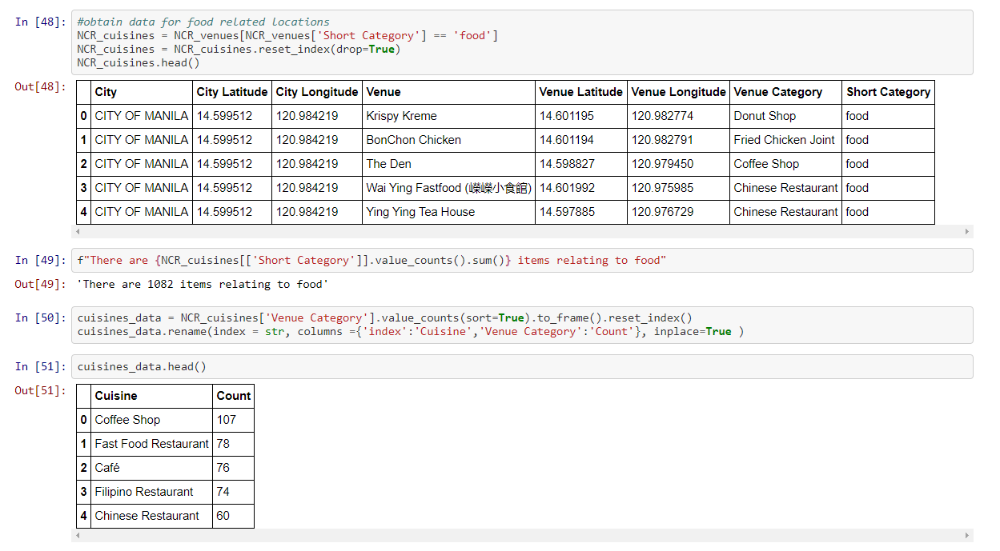 In [48]: #obtain data for food related locations
NCR_cuisines = NCR_venues[NCR_venues['Short Category'] == 'food']
NCR_cuisines = NCR_cuisines.reset_index(drop=True)
NCR_cuisines.head()
Out[48]:
City City Latitude City Longitude Venue Venue Latitude Venue Longitude Venue Category Short Category
0 CITY OF MANILA 14.599512 120.984219 Krispy Kreme 14.601195 120.982774 Donut Shop food
1 CITY OF MANILA 14.599512 120.984219 BonChon Chicken 14.601194 120.982791 Fried Chicken Joint food
2 CITY OF MANILA 14.599512 120.984219 The Den 14.598827 120.979450 Coffee Shop food
3 CITY OF MANILA 14.599512 120.984219 Wai Ying Fastfood (嶸嶸小食館) 14.601992 120.975985 Chinese Restaurant food
4 CITY OF MANILA 14.599512 120.984219 Ying Ying Tea House 14.597885 120.976729 Chinese Restaurant food
In [49]: f"There are {NCR_cuisines[['Short Category']].value_counts().sum()} items relating to food"
Out[49]: 'There are 1082 items relating to food'
In [50]: cuisines_data = NCR_cuisines['Venue Category'].value_counts(sort=True).to_frame().reset_index()
cuisines_data.rename(index = str, columns ={'index':'Cuisine','Venue Category':'Count'}, inplace=True )
In [51]: cuisines_data.head()
Out[51]:
Cuisine Count
0 Coffee Shop 107
1 Fast Food Restaurant 78
2 Café 76
3 Filipino Restaurant 74
4 Chinese Restaurant 60